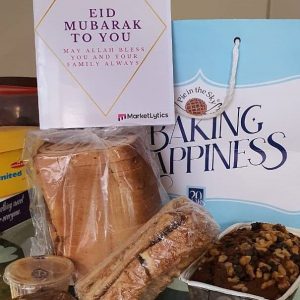 EID
MUBARAK
TO YOU
MAY ALLAH BLESS
YOU AND YOUR
FAMILY ALWAYS
MarketLytics
Pie in the Sky
BAKING
APPINESS
20